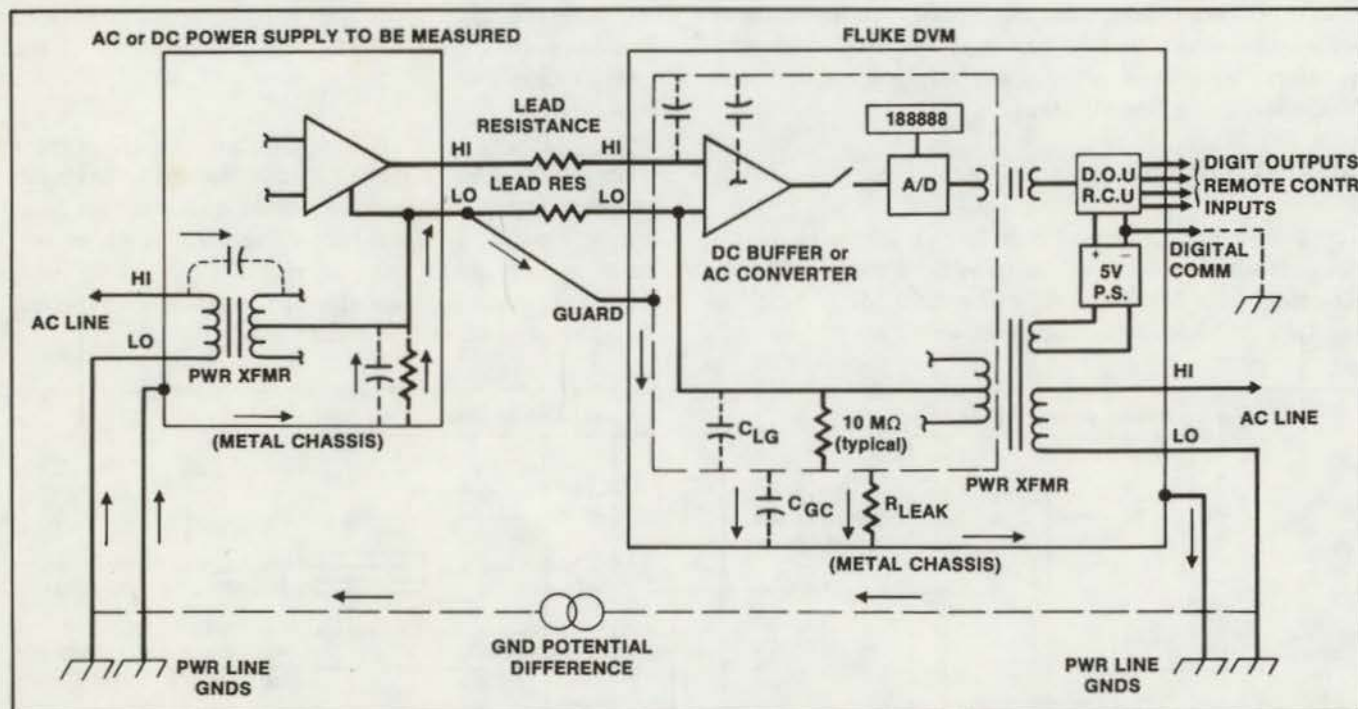 AC or DC POWER SUPPLY TO BE MEASURED
FLUKE DVM
LEAD
RESISTANCE
HI
HI
LEAD RES
LO
LO
188888
A/D
D.O.U
R.C.U
DIGIT OUTPUTS
REMOTE CONTR
INPUTS
DC BUFFER or
AC CONVERTER
+ −
5V
P.S.
DIGITAL
COMM
GUARD
HI
AC LINE
LO
PWR XFMR
(METAL CHASSIS)
CLG
10 MΩ
(typical)
PWR XFMR
HI
AC LINE
LO
CGC
RLEAK
(METAL CHASSIS)
GND POTENTIAL
DIFFERENCE
PWR LINE
GNDS
PWR LINE
GNDS